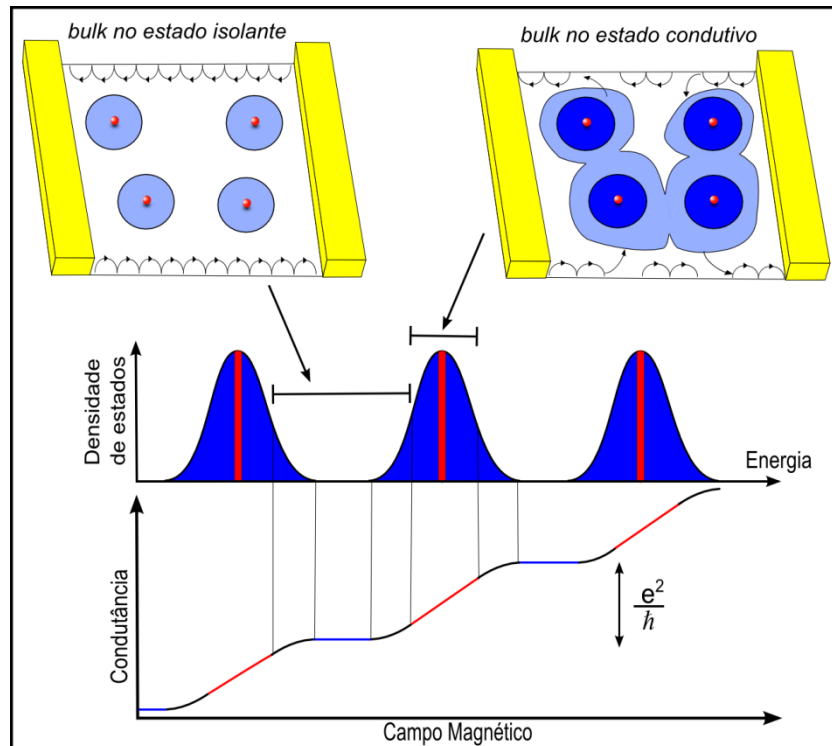 bulk no estado isolante
bulk no estado condutivo
Densidade
de estados
Energia
Condutância
e²
ħ
Campo Magnético